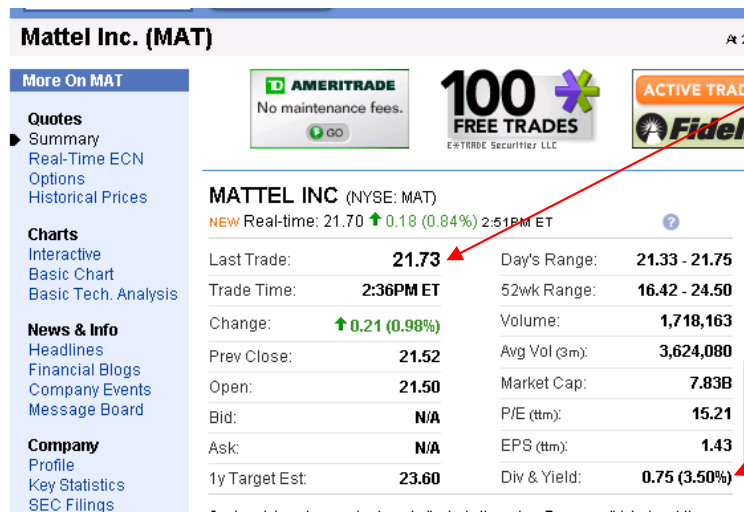 Mattel Inc. (MAT)
More On MAT
Quotes
Summary
Real-Time ECN
Options
Historical Prices
Charts
Interactive
Basic Chart
Basic Tech. Analysis
News & Info
Headlines
Financial Blogs
Company Events
Message Board
Company
Profile
Key Statistics
SEC Filings
AMERITRADE
No maintenance fees.
GO
100
FREE TRADES
E*TRADE Securities LLC
ACTIVE TRAD
Fidel
MATTEL INC (NYSE: MAT)
NEW Real-time: 21.70 0.18 (0.84%) 2:51PM ET
Last Trade: 21.73
Trade Time: 2:36PM ET
Change: 0.21 (0.98%)
Prev Close: 21.52
Open: 21.50
Bid: N/A
Ask: N/A
1y Target Est: 23.60
Day's Range: 21.33 - 21.75
52wk Range: 16.42 - 24.50
Volume: 1,718,163
Avg Vol (3m): 3,624,080
Market Cap: 7.83B
P/E (ttm): 15.21
EPS (ttm): 1.43
Div & Yield: 0.75 (3.50%)